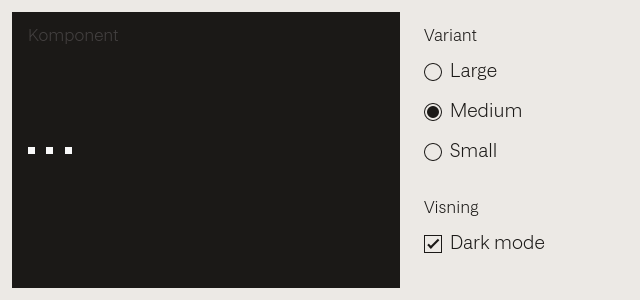 Komponent
Variant
Large
Medium
Small
Visning
Dark mode